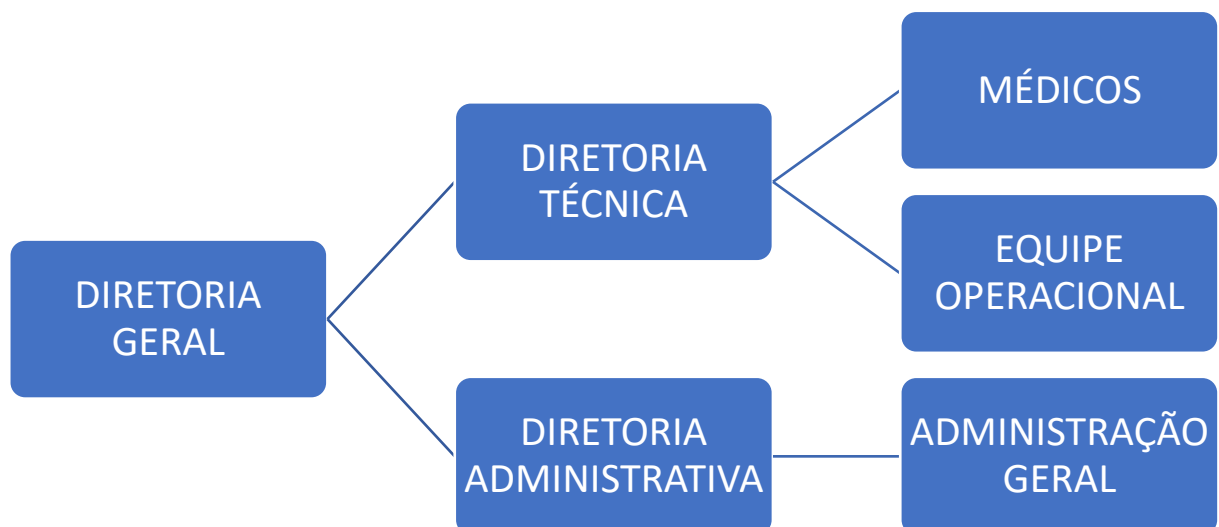 DIRETORIA
GERAL
DIRETORIA
TÉCNICA
MÉDICOS
EQUIPE
OPERACIONAL
DIRETORIA
ADMINISTRATIVA
ADMINISTRAÇÃO
GERAL